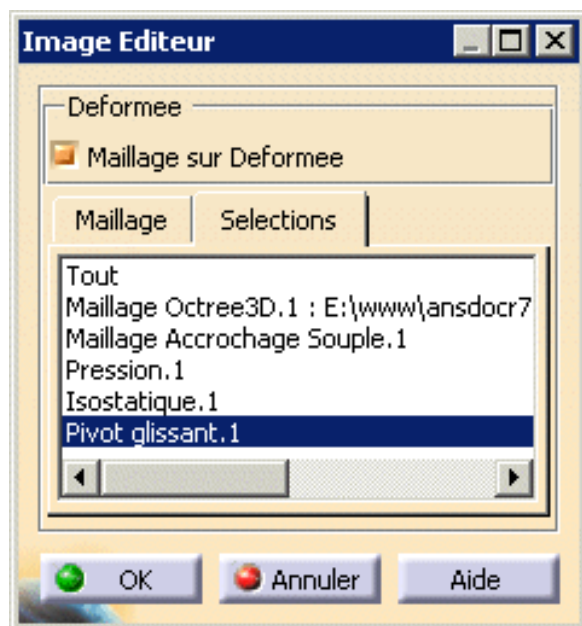 Image Editeur
Deformee
Maillage sur Deformee
Maillage Selections
Tout
Maillage Octree3D.1 : E:\www\ansdocr7
Maillage Accrochage Souple.1
Pression.1
Isostatique.1
Pivot glissant.1
OK Annuler Aide